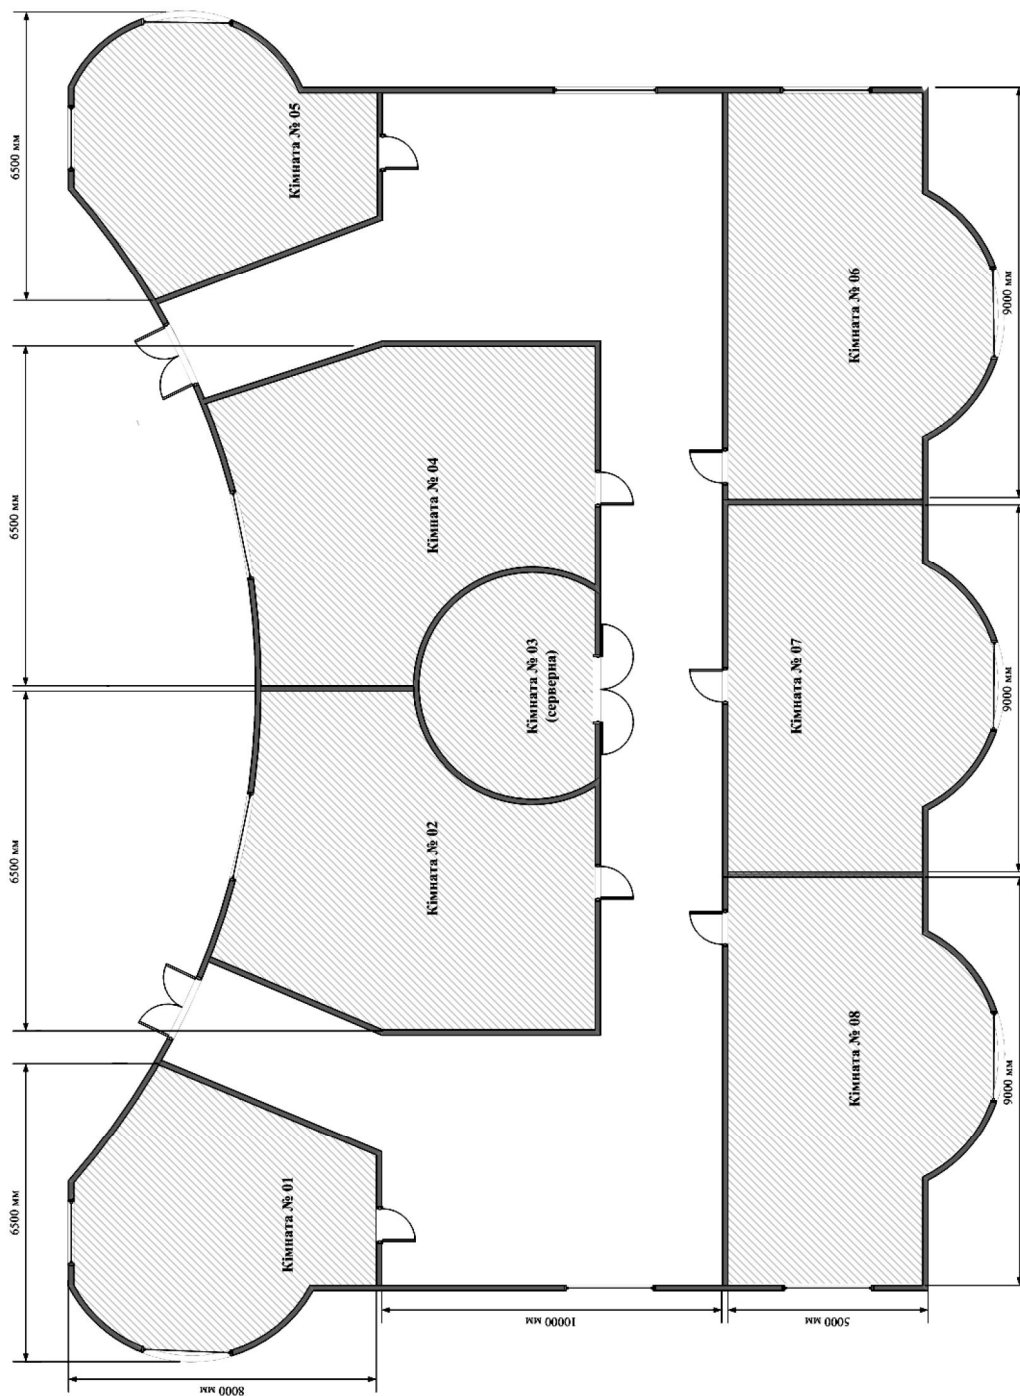 6500 мм
6500 мм
6500 мм
6500 мм
Кімната № 01
Кімната № 02
Кімната № 03
(серверна)
Кімната № 04
Кімната № 05
Кімната № 08
Кімната № 07
Кімната № 06
8000 мм
10000 мм
5000 мм
9000 мм
9000 мм
9000 мм